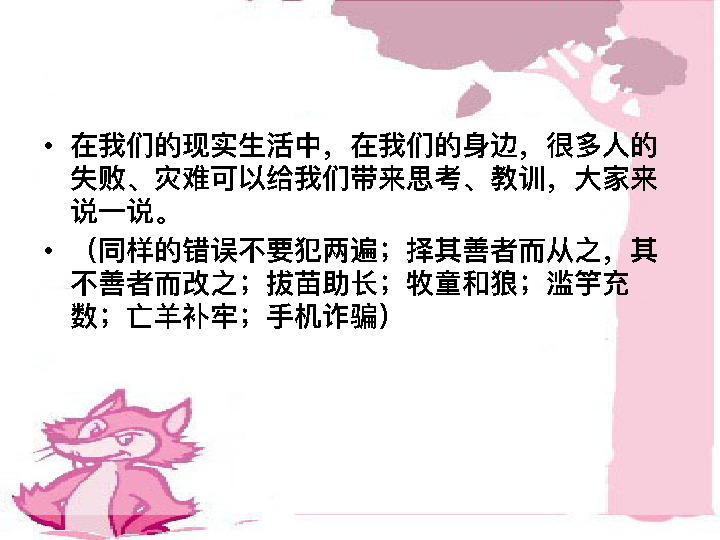 • 在我们的现实生活中，在我们的身边，很多人的
失败、灾难可以给我们带来思考、教训，大家来
说一说。
• （同样的错误不要犯两遍；择其善者而从之，其
不善者而改之；拔苗助长；牧童和狼；滥竽充
数；亡羊补牢；手机诈骗）